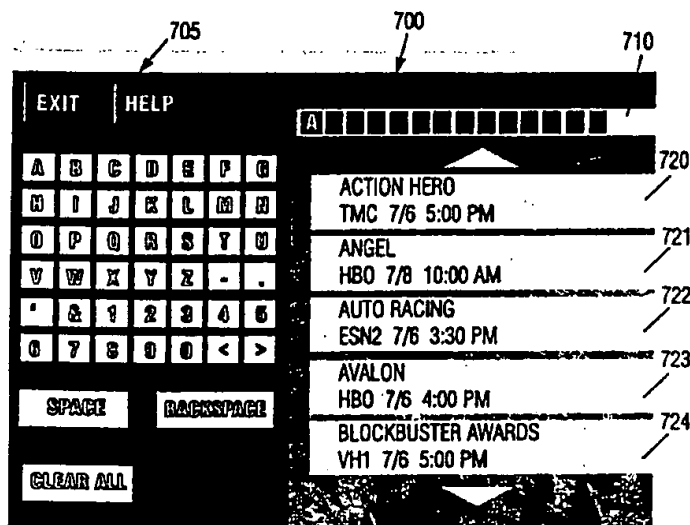 705
700
710
EXIT HELP
A
A B C D E F G
H I J K L M N
O P Q R S T U
V W X Y Z - .
' & 1 2 3 4 5
6 7 8 9 0 < >
SPACE BACKSPACE
CLEAR ALL
720
ACTION HERO
TMC 7/6 5:00 PM
721
ANGEL
HBO 7/8 10:00 AM
722
AUTO RACING
ESN2 7/6 3:30 PM
723
AVALON
HBO 7/6 4:00 PM
724
BLOCKBUSTER AWARDS
VH1 7/6 5:00 PM